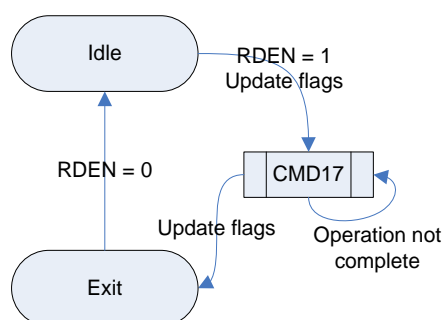 Idle
RDEN = 1
Update flags
CMD17
RDEN = 0
Update flags
Operation not
complete
Exit